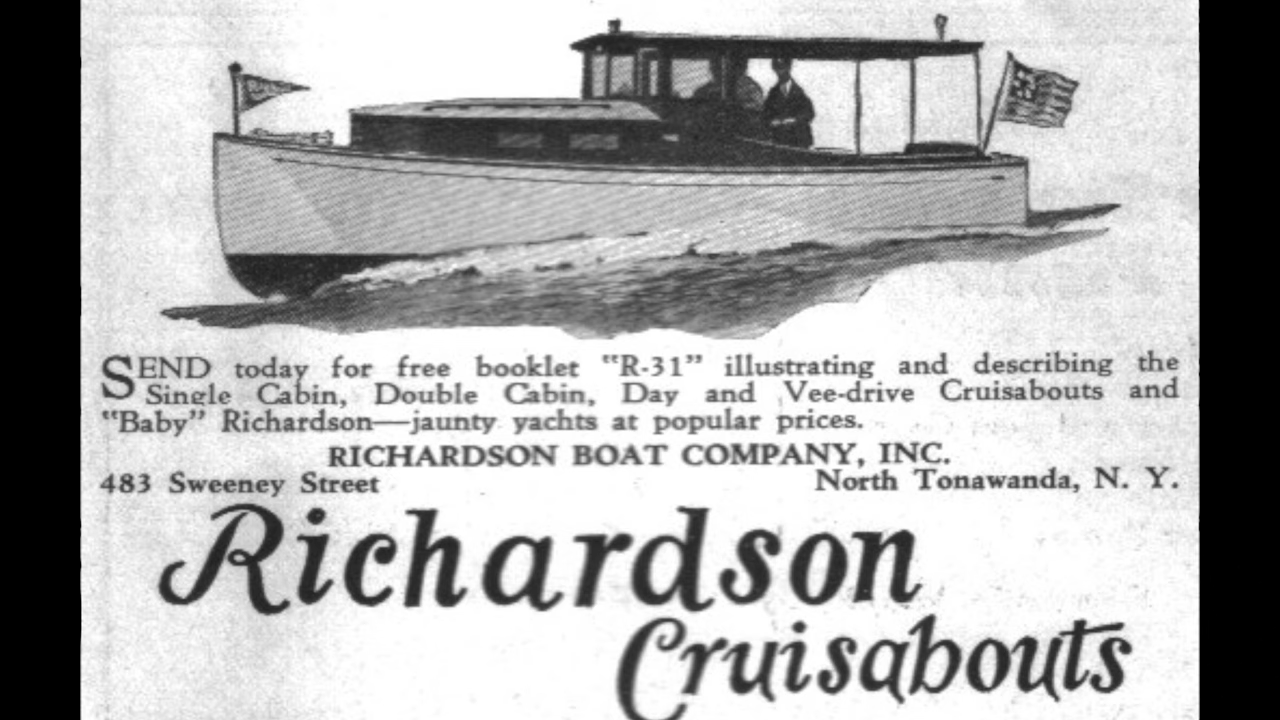 SEND today for free booklet "R-31" illustrating and describing the
Single Cabin, Double Cabin, Day and Vee-drive Cruisabouts and
"Baby" Richardson—jaunty yachts at popular prices.
RICHARDSON BOAT COMPANY, INC.
483 Sweeney Street North Tonawanda, N. Y.
Richardson
Cruisabouts